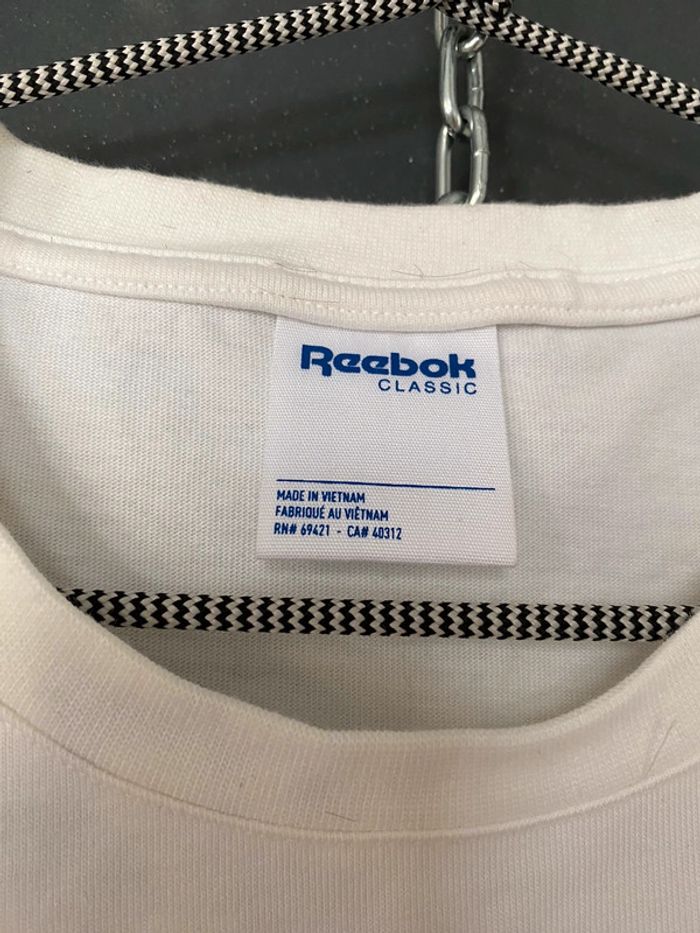 Reebok
CLASSIC
MADE IN VIETNAM
FABRIQUÉ AU VIÊTNAM
RN# 69421 - CA# 40312